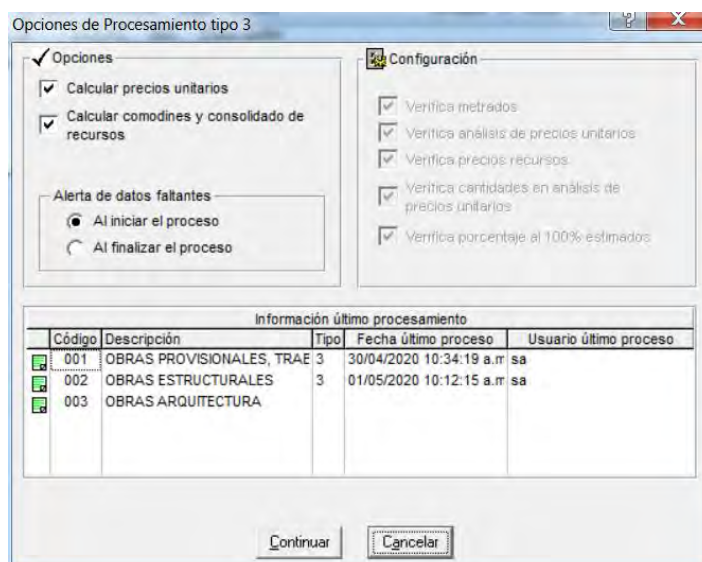 Opciones de Procesamiento tipo 3
Opciones
Calcular precios unitarios
Calcular comodines y consolidado de
recursos
Alerta de datos faltantes
Al iniciar el proceso
Al finalizar el proceso
Configuración
Verifica metrados
Verifica análisis de precios unitarios
Verifica precios recursos
Verifica cantidades en análisis de
precios unitarios
Verifica porcentaje al 100% estimados
Información último procesamiento
Código Descripción Tipo Fecha último proceso Usuario último proceso
001 OBRAS PROVISIONALES, TRAE 3 30/04/2020 10:34:19 a.m sa
002 OBRAS ESTRUCTURALES 3 01/05/2020 10:12:15 a.m sa
003 OBRAS ARQUITECTURA
Continuar Cancelar